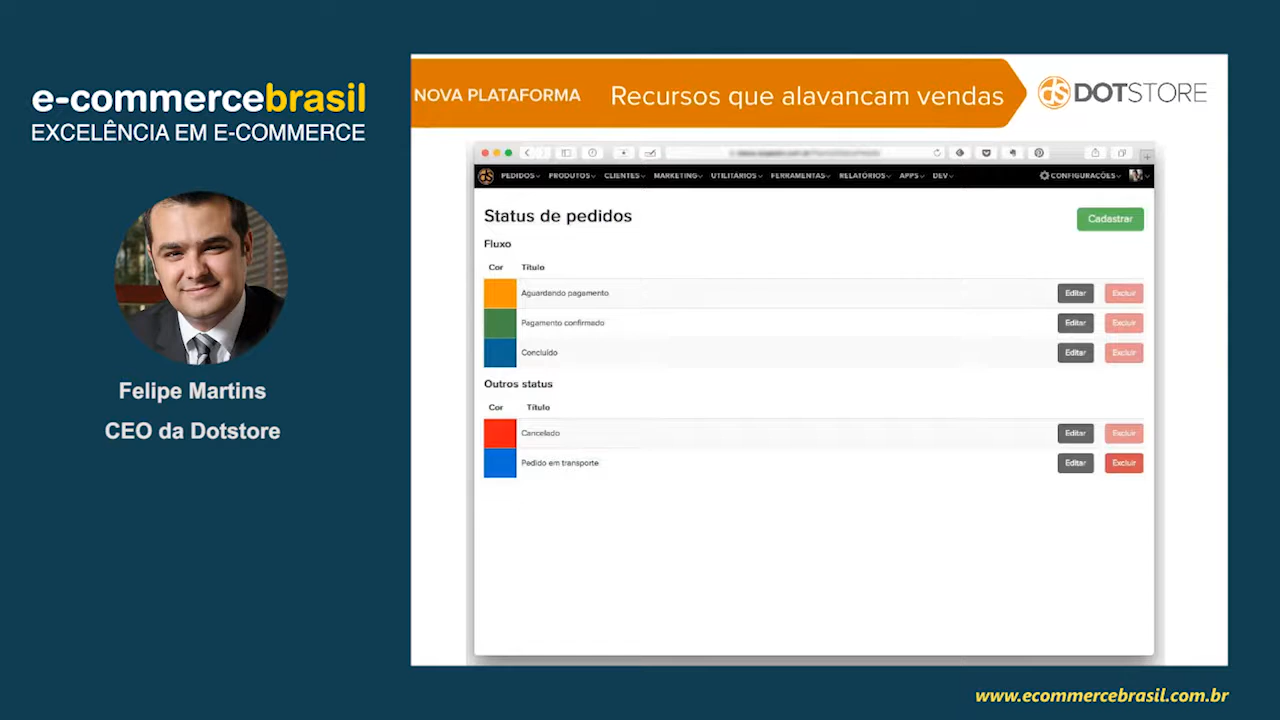 e-commercebrasil
EXCELÊNCIA EM E-COMMERCE
Felipe Martins
CEO da Dotstore
NOVA PLATAFORMA
Recursos que alavancam vendas
DOTSTORE
PEDIDOS PRODUTOS CLIENTES MARKETING UTILITÁRIOS FERRAMENTAS RELATÓRIOS APPS DEV CONFIGURAÇÕES
Status de pedidos
Cadastrar
Fluxo
Cor Título
Aguardando pagamento Editar Excluir
Pagamento confirmado Editar Excluir
Concluído Editar Excluir
Outros status
Cor Título
Cancelado Editar Excluir
Pedido em transporte Editar Excluir
www.ecommercebrasil.com.br